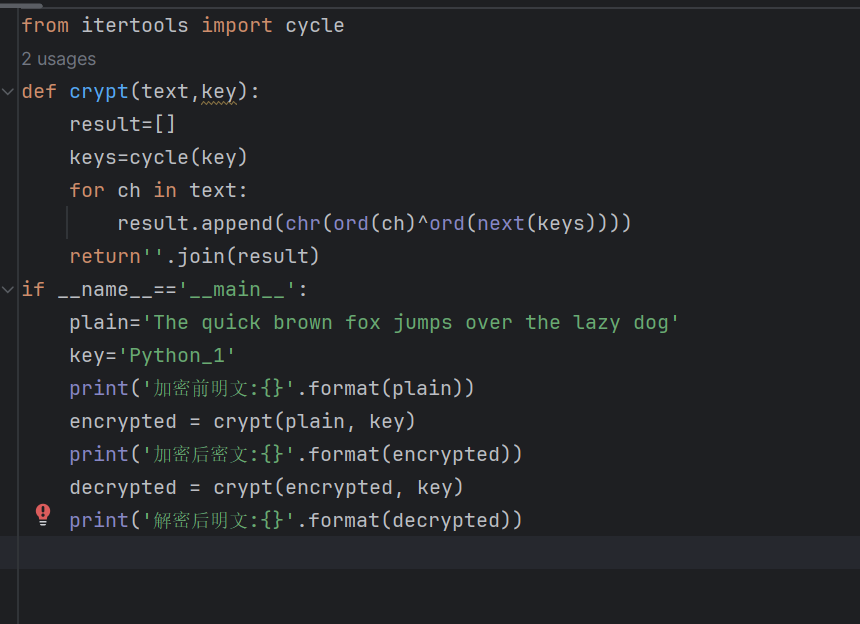 from itertools import cycle
2 usages
def crypt(text,key):
    result=[]
    keys=cycle(key)
    for ch in text:
        result.append(chr(ord(ch)^ord(next(keys))))
    return''.join(result)
if __name__=='__main__':
    plain='The quick brown fox jumps over the lazy dog'
    key='Python_1'
    print('加密前明文:{}'.format(plain))
    encrypted = crypt(plain, key)
    print('加密后密文:{}'.format(encrypted))
    decrypted = crypt(encrypted, key)
    print('解密后明文:{}'.format(decrypted))